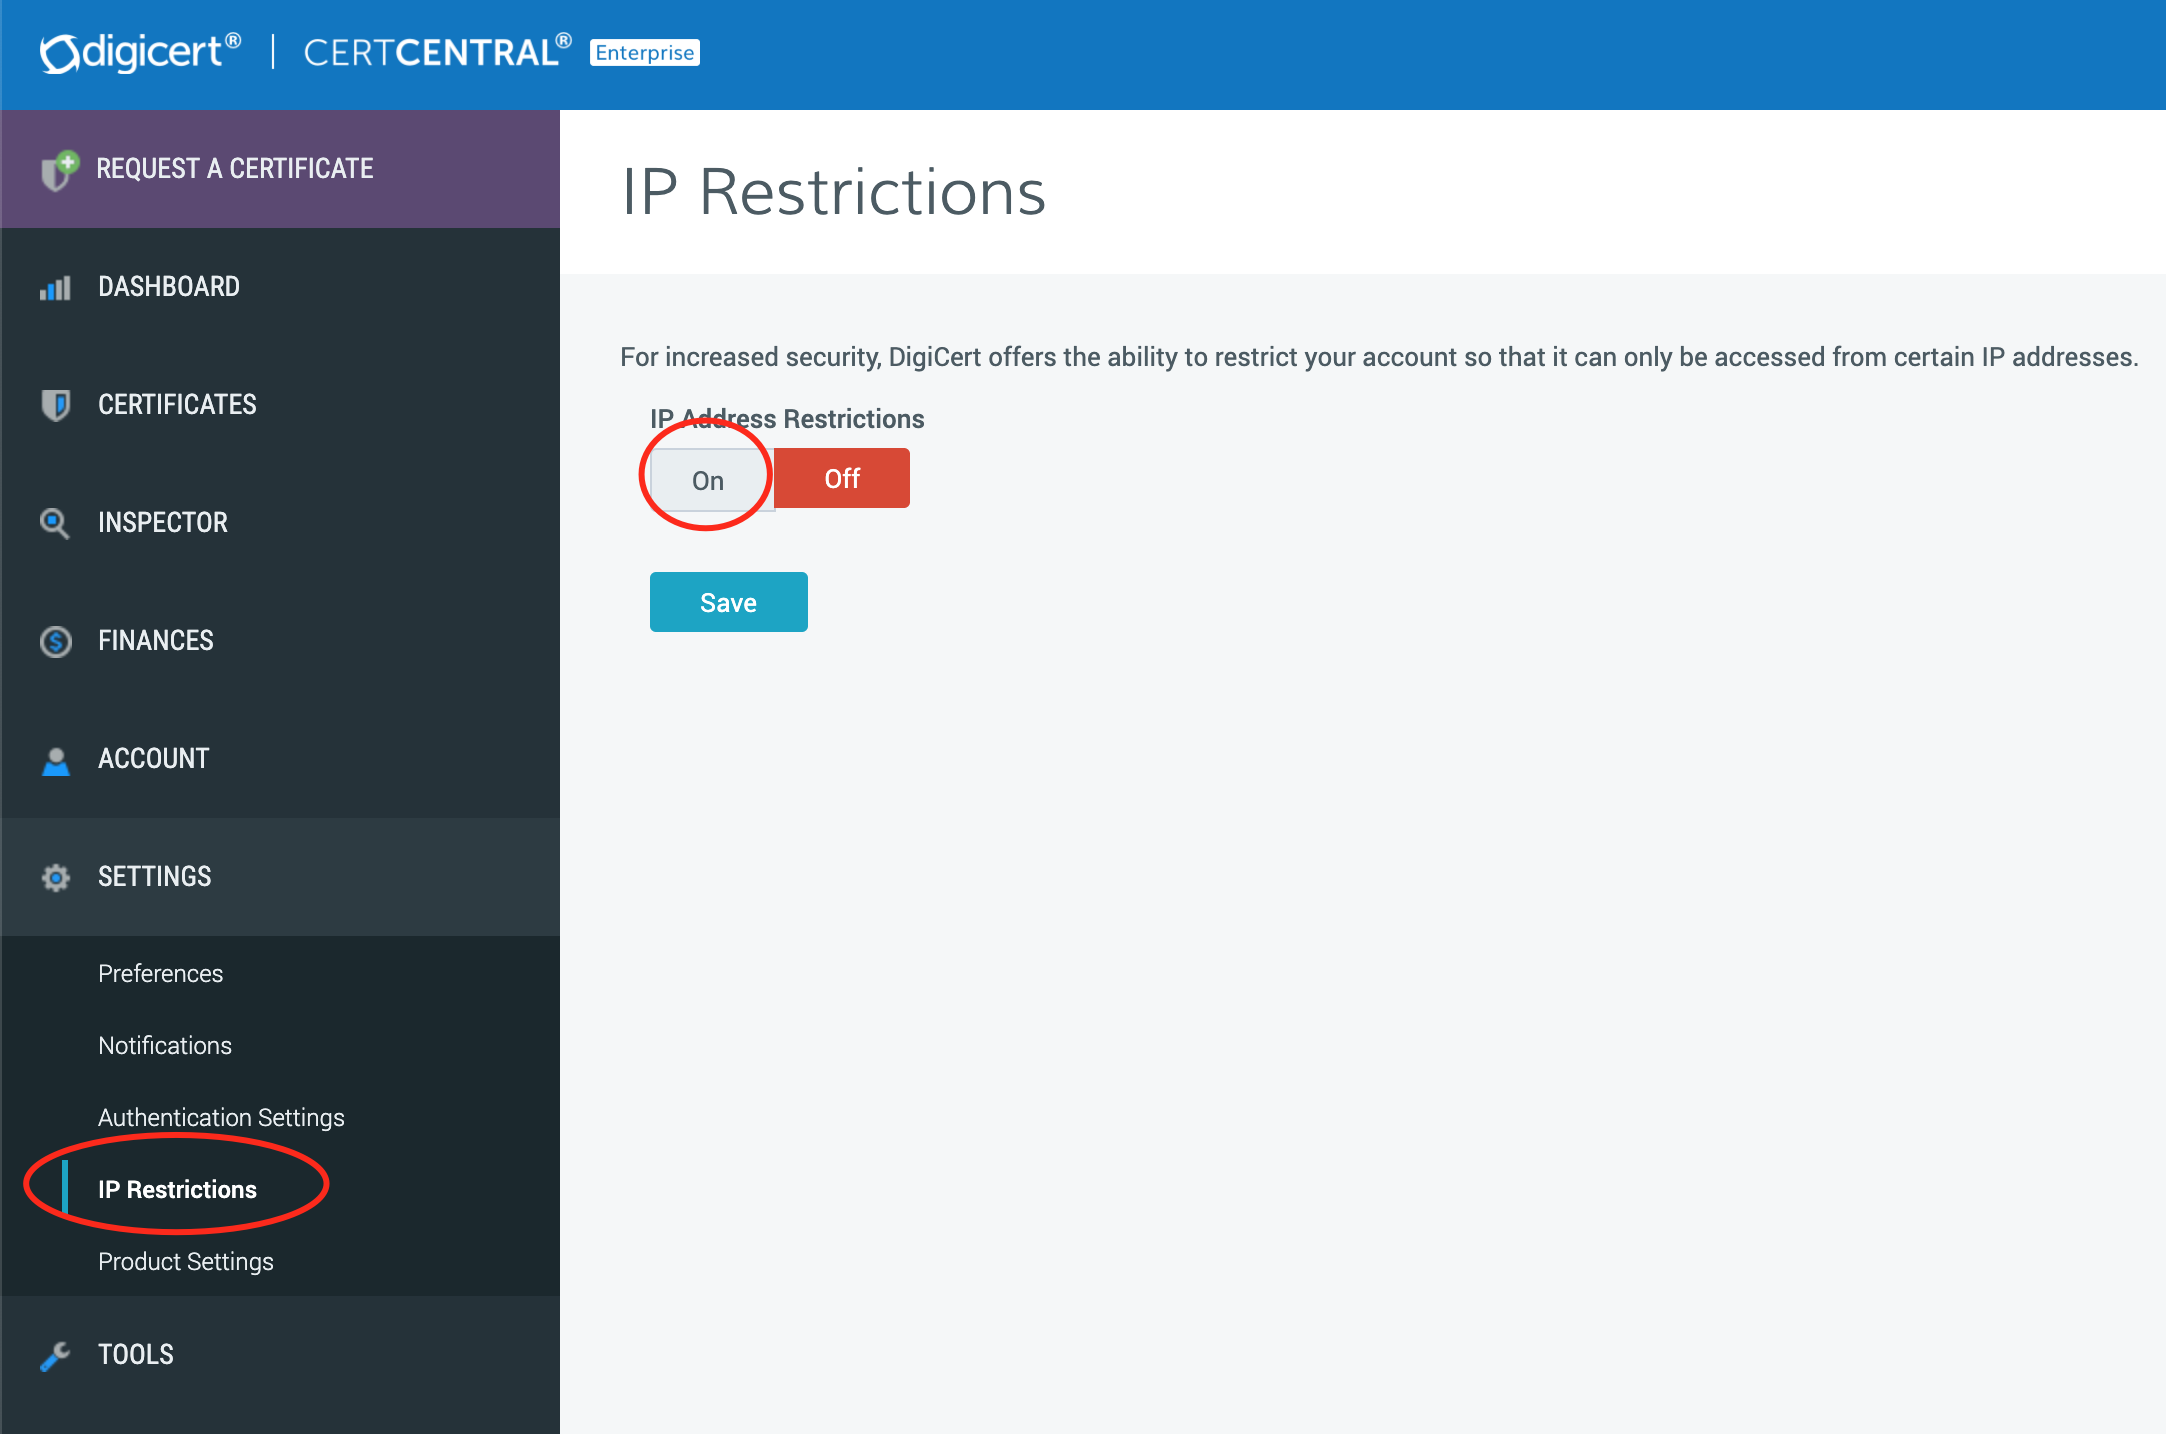 digicert® | CERTCENTRAL® Enterprise
REQUEST A CERTIFICATE
DASHBOARD
CERTIFICATES
INSPECTOR
FINANCES
ACCOUNT
SETTINGS
Preferences
Notifications
Authentication Settings
IP Restrictions
Product Settings
TOOLS
IP Restrictions
For increased security, DigiCert offers the ability to restrict your account so that it can only be accessed from certain IP addresses.
IP Address Restrictions
On Off
Save